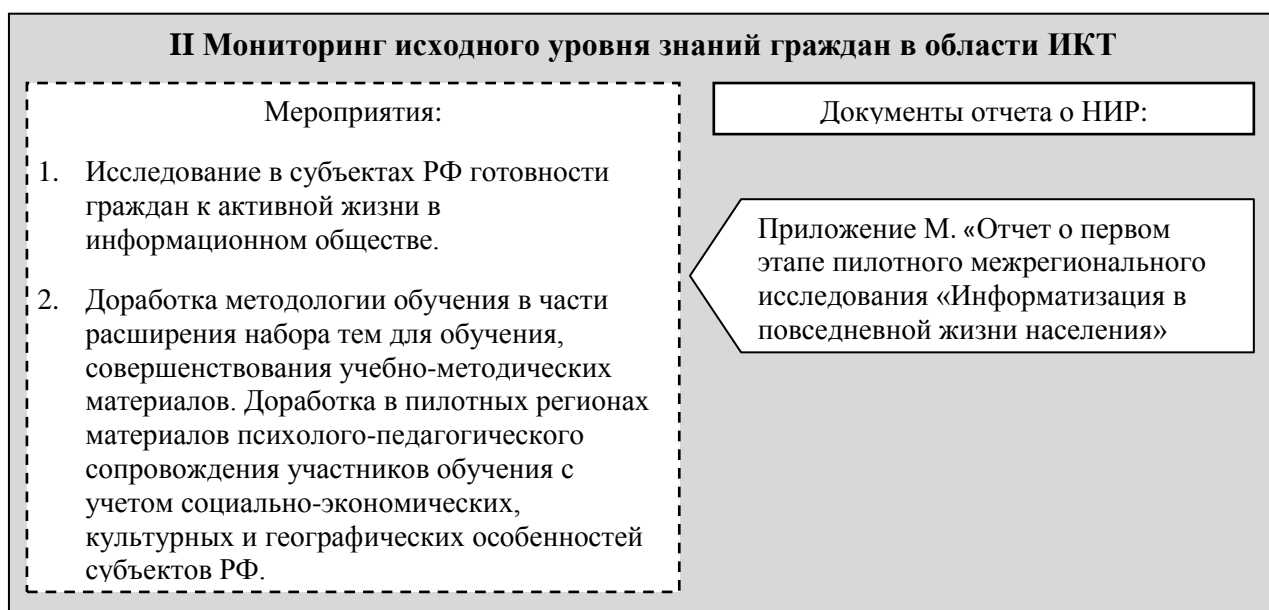 II Мониторинг исходного уровня знаний граждан в области ИКТ
Мероприятия:
1. Исследование в субъектах РФ готовности
граждан к активной жизни в
информационном обществе.
2. Доработка методологии обучения в части
расширения набора тем для обучения,
совершенствования учебно-методических
материалов. Доработка в пилотных регионах
материалов психолого-педагогического
сопровождения участников обучения с
учетом социально-экономических,
культурных и географических особенностей
субъектов РФ.
Документы отчета о НИР:
Приложение М. «Отчет о первом
этапе пилотного межрегионального
исследования «Информатизация в
повседневной жизни населения»